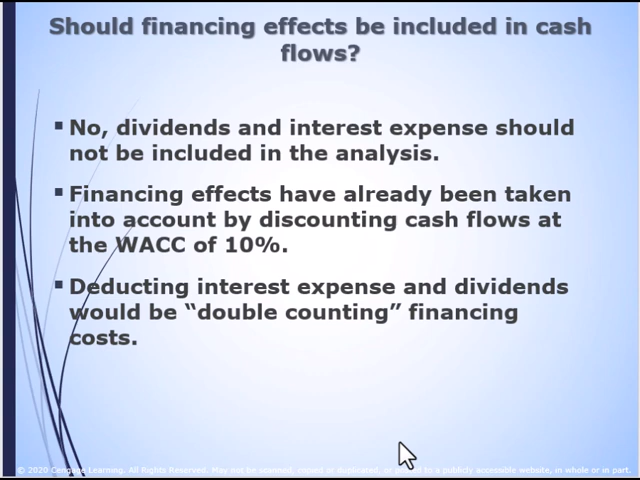 Should financing effects be included in cash
flows?
▪ No, dividends and interest expense should
not be included in the analysis.
▪ Financing effects have already been taken
into account by discounting cash flows at
the WACC of 10%.
▪ Deducting interest expense and dividends
would be “double counting” financing
costs.
© 2020 Cengage Learning. All Rights Reserved. May not be scanned, copied or duplicated, or posted to a publicly accessible website, in whole or in part.